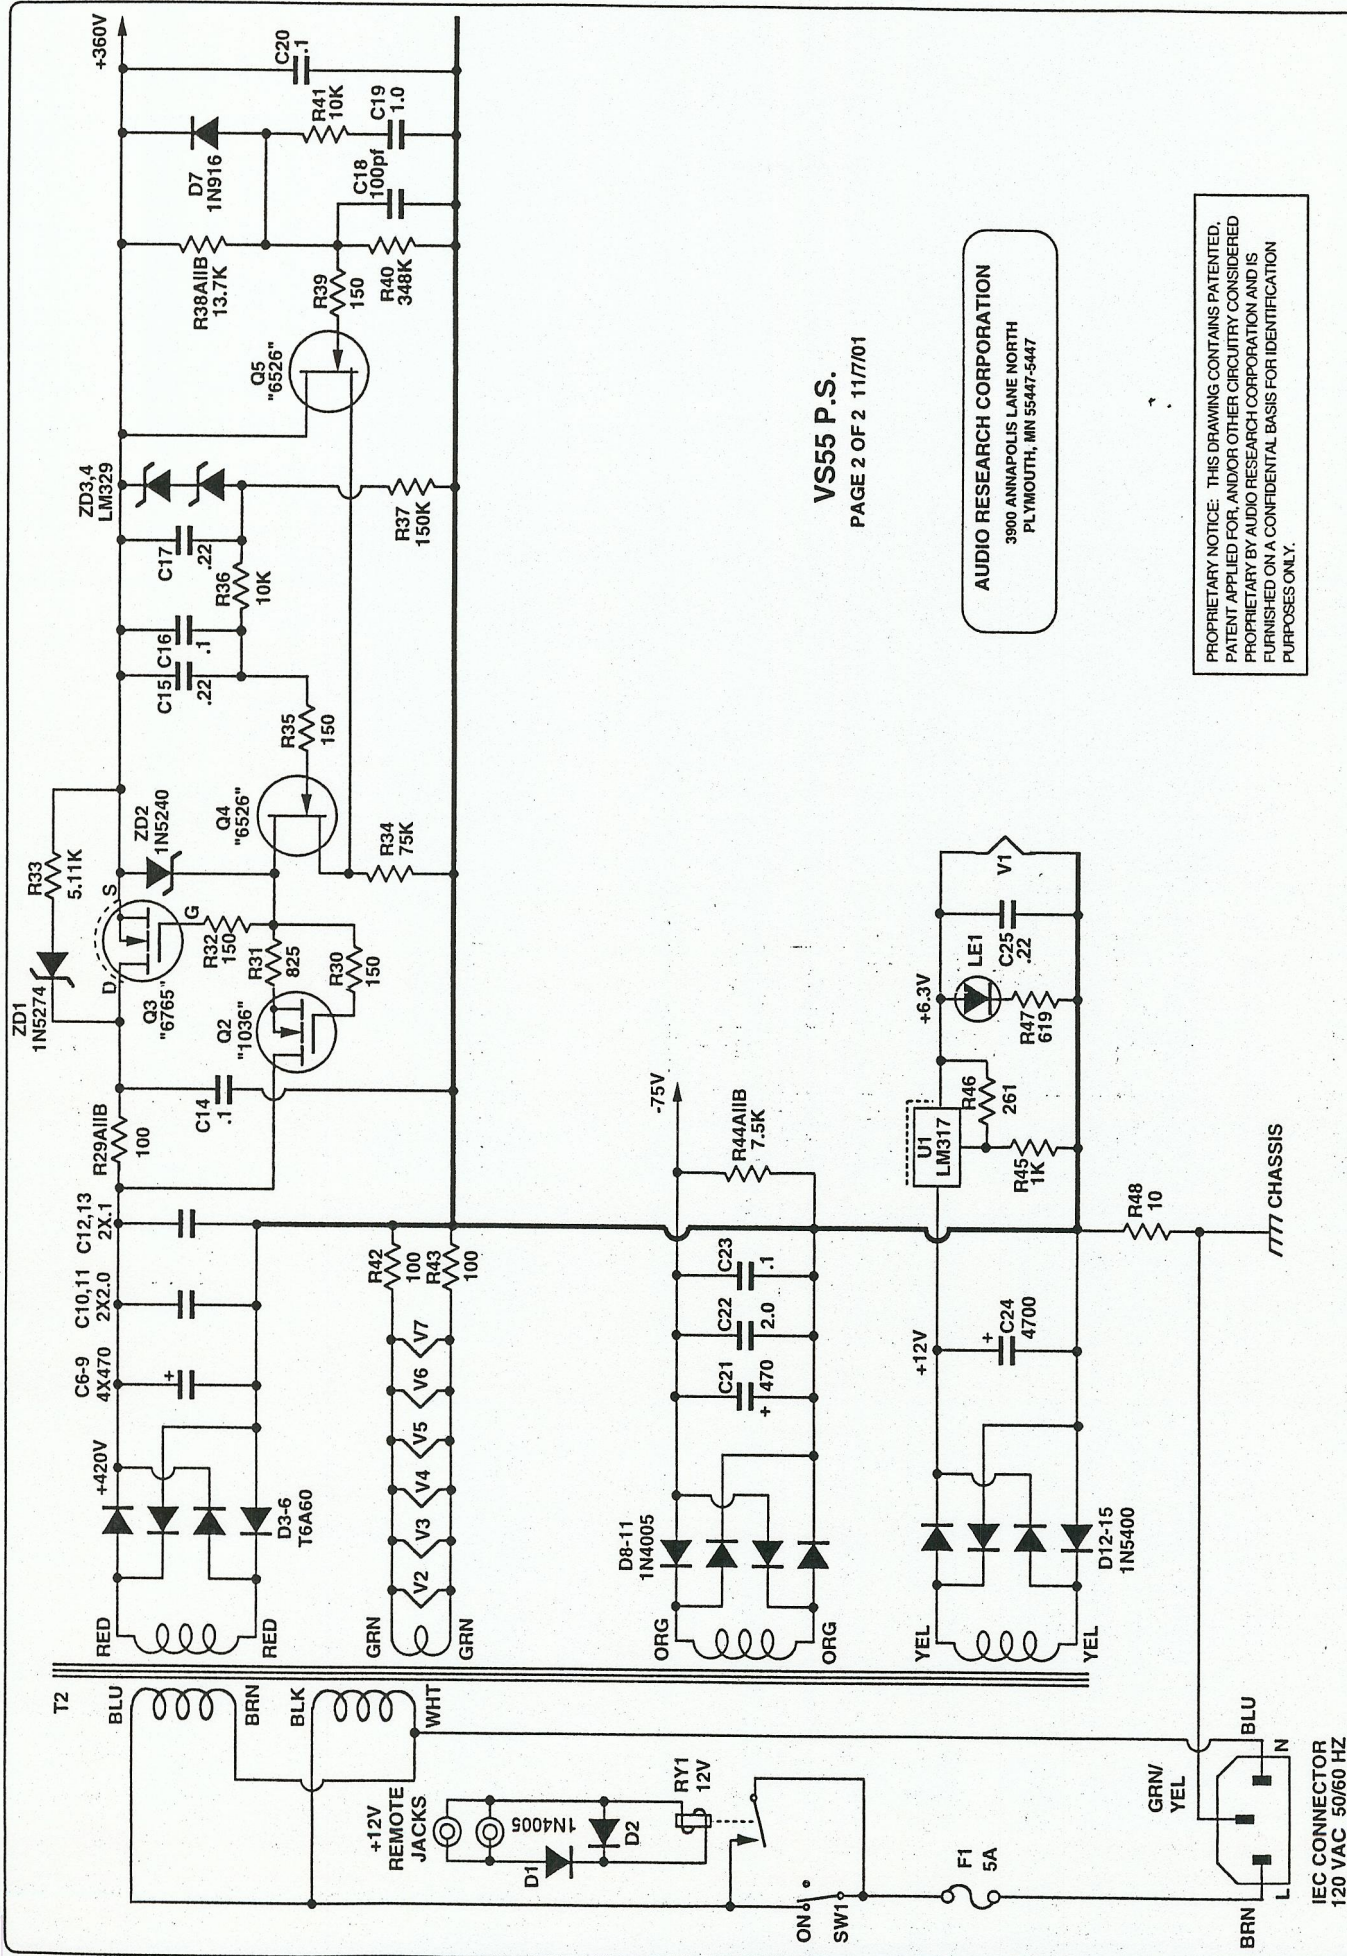 +360V
C20
.1
D7
1N916
R41
10K
C19
1.0
C18
100pf
R38AIIB
13.7K
R39
150
R40
348K
Q5
"6526"
ZD3,4
LM329
C17
.22
R36
10K
R37
150K
C16
.1
C15
.22
R35
150
Q4
"6526"
R34
75K
ZD2
1N5240
R33
5.11K
S
G
D
R32
150
R31
825
R30
150
ZD1
1N5274
Q3
"6765"
Q2
"1036"
C14
.1
R29AIIB
100
C12,13
2X.1
C10,11
2X2.0
C6-9
4X470
+
+420V
D3-6
T6A60
RED
RED
R42
100
R43
100
V7
V6
V5
V4
V3
V2
GRN
GRN
-75V
R44AIIB
7.5K
C23
.1
C22
2.0
C21
470
+
D8-11
1N4005
ORG
ORG
V1
C25
.22
LE1
R47
619
+6.3V
R46
261
U1
LM317
R45
1K
C24
4700
+
+12V
D12-15
1N5400
YEL
YEL
R48
10
CHASSIS
T2
BLU
BRN
BLK
WHT
+12V
REMOTE
JACKS
1N4005
D1
D2
RY1
12V
ON
SW1
F1
5A
GRN/
YEL
BLU
N
L
BRN
IEC CONNECTOR
120 VAC 50/60 HZ
VS55 P.S.
PAGE 2 OF 2 11/7/01
AUDIO RESEARCH CORPORATION
3900 ANNAPOLIS LANE NORTH
PLYMOUTH, MN 55447-5447
PROPRIETARY NOTICE: THIS DRAWING CONTAINS PATENTED,
PATENT APPLIED FOR, AND/OR OTHER CIRCUITRY CONSIDERED
PROPRIETARY BY AUDIO RESEARCH CORPORATION AND IS
FURNISHED ON A CONFIDENTAL BASIS FOR IDENTIFICATION
PURPOSES ONLY.